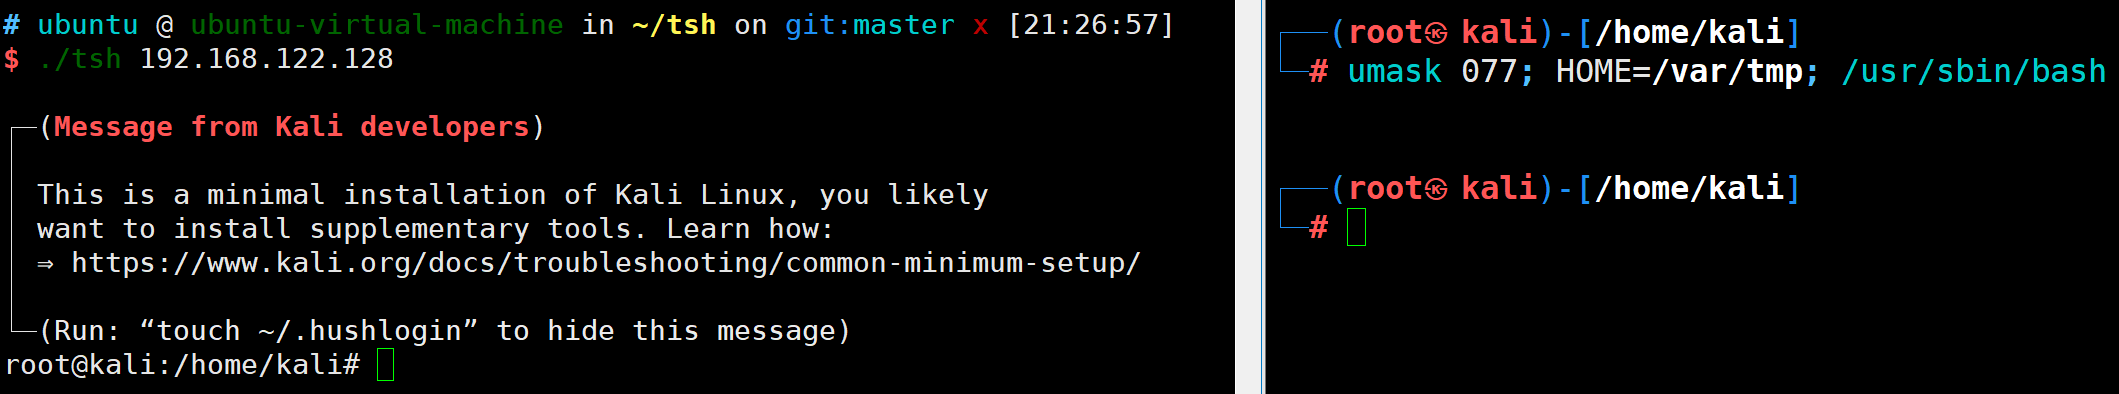 # ubuntu @ ubuntu-virtual-machine in ~/tsh on git:master x [21:26:57]
$ ./tsh 192.168.122.128
(Message from Kali developers)
This is a minimal installation of Kali Linux, you likely
want to install supplementary tools. Learn how:
⇒ https://www.kali.org/docs/troubleshooting/common-minimum-setup/
(Run: “touch ~/.hushlogin” to hide this message)
root@kali:/home/kali#
(root㉿kali)-[/home/kali]
# umask 077; HOME=/var/tmp; /usr/sbin/bash
(root㉿kali)-[/home/kali]
#